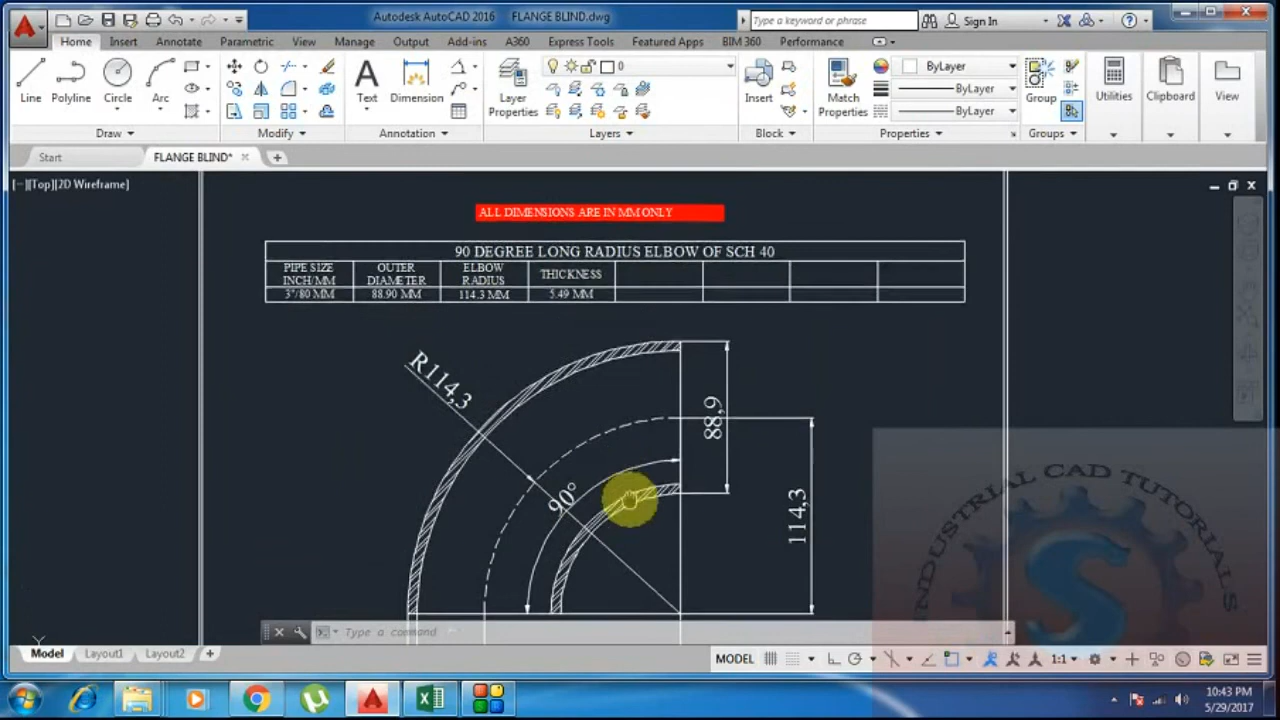 Autodesk AutoCAD 2016 FLANGE BLIND.dwg
Type a keyword or phrase
Sign In
Home Insert Annotate Parametric View Manage Output Add-ins A360 Express Tools Featured Apps BIM 360 Performance
Line Polyline Circle Arc
Text Dimension
Layer Properties
0
Insert
Match Properties
ByLayer
ByLayer
ByLayer
Group
Utilities
Clipboard
View
Draw Modify Annotation Layers Block Properties Groups
Start FLANGE BLIND*
[−][Top][2D Wireframe]
ALL DIMENSIONS ARE IN MM ONLY
90 DEGREE LONG RADIUS ELBOW OF SCH 40
PIPE SIZE INCH/MM OUTER DIAMETER ELBOW RADIUS THICKNESS
3"/80 MM 88.90 MM 114.3 MM 5.49 MM
R114,3
88,9
90°
114,3
INDUSTRIAL CAD TUTORIALS
S
Type a command
Model Layout1 Layout2
MODEL 1:1
10:43 PM
5/29/2017